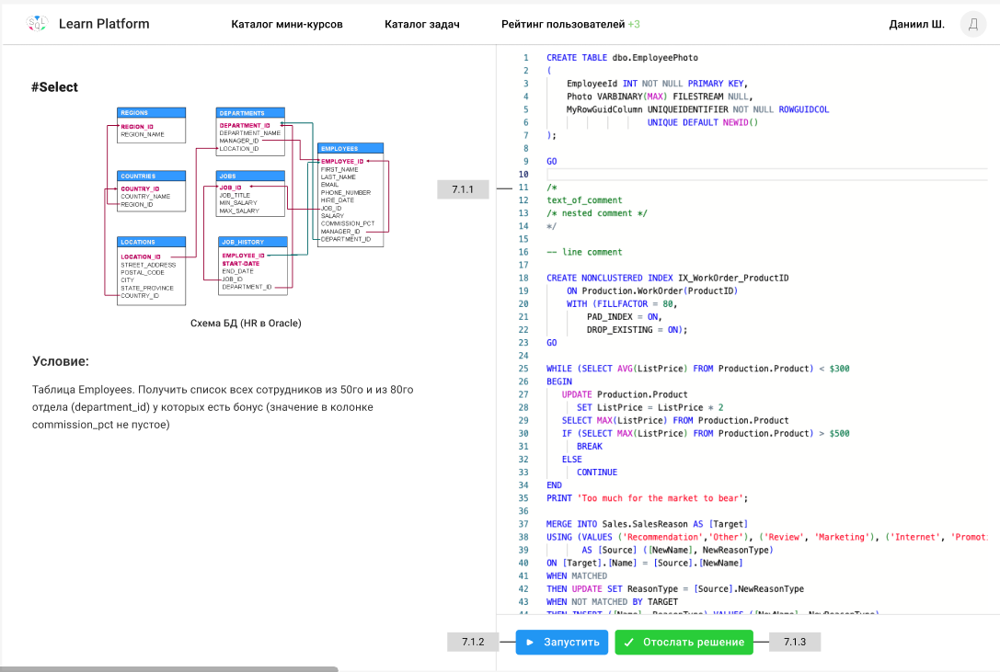 SQL
Learn Platform
Каталог мини-курсов
Каталог задач
Рейтинг пользователей +3
Даниил Ш.
Д
#Select
REGIONS
REGION_ID
REGION_NAME
COUNTRIES
COUNTRY_ID
COUNTRY_NAME
REGION_ID
LOCATIONS
LOCATION_ID
STREET_ADDRESS
POSTAL_CODE
CITY
STATE_PROVINCE
COUNTRY_ID
DEPARTMENTS
DEPARTMENT_ID
DEPARTMENT_NAME
MANAGER_ID
LOCATION_ID
JOBS
JOB_ID
JOB_TITLE
MIN_SALARY
MAX_SALARY
JOB_HISTORY
EMPLOYEE_ID
START-DATE
END_DATE
JOB_ID
DEPARTMENT_ID
EMPLOYEES
EMPLOYEE_ID
FIRST_NAME
LAST_NAME
EMAIL
PHONE_NUMBER
HIRE_DATE
JOB_ID
SALARY
COMMISSION_PCT
MANAGER_ID
DEPARTMENT_ID
Схема БД (HR в Oracle)
Условие:
Таблица Employees. Получить список всех сотрудников из 50го и из 80го
отдела (department_id) у которых есть бонус (значение в колонке
commission_pct не пустое)
7.1.1
1 CREATE TABLE dbo.EmployeePhoto
2 (
3 EmployeeId INT NOT NULL PRIMARY KEY,
4 Photo VARBINARY(MAX) FILESTREAM NULL,
5 MyRowGuidColumn UNIQUEIDENTIFIER NOT NULL ROWGUIDCOL
6 UNIQUE DEFAULT NEWID()
7 );
8
9 GO
10
11 /*
12 text_of_comment
13 /* nested comment */
14 */
15
16 -- line comment
17
18 CREATE NONCLUSTERED INDEX IX_WorkOrder_ProductID
19 ON Production.WorkOrder(ProductID)
20 WITH (FILLFACTOR = 80,
21 PAD_INDEX = ON,
22 DROP_EXISTING = ON);
23 GO
24
25 WHILE (SELECT AVG(ListPrice) FROM Production.Product) < $300
26 BEGIN
27 UPDATE Production.Product
28 SET ListPrice = ListPrice * 2
29 SELECT MAX(ListPrice) FROM Production.Product
30 IF (SELECT MAX(ListPrice) FROM Production.Product) > $500
31 BREAK
32 ELSE
33 CONTINUE
34 END
35 PRINT 'Too much for the market to bear';
36
37 MERGE INTO Sales.SalesReason AS [Target]
38 USING (VALUES ('Recommendation','Other'), ('Review', 'Marketing'), ('Internet', 'Promot
39 AS [Source] ([NewName], NewReasonType)
40 ON [Target].[Name] = [Source].[NewName]
41 WHEN MATCHED
42 THEN UPDATE SET ReasonType = [Source].NewReasonType
43 WHEN NOT MATCHED BY TARGET
44 THEN INSERT ([Name], ReasonType) VALUES ([NewName], NewReasonType)
7.1.2
Запустить
Отослать решение
7.1.3